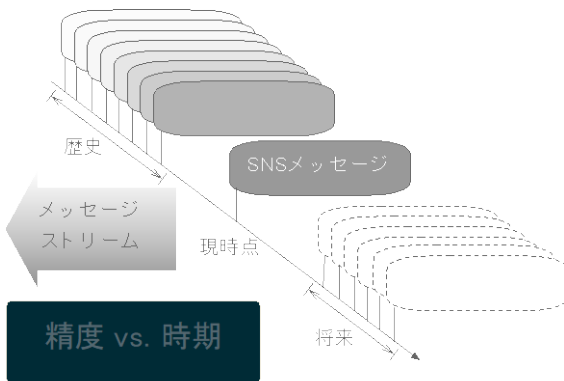 歴史
SNSメッセージ
メッセージ
ストリーム
現時点
将来
精度 vs. 時期